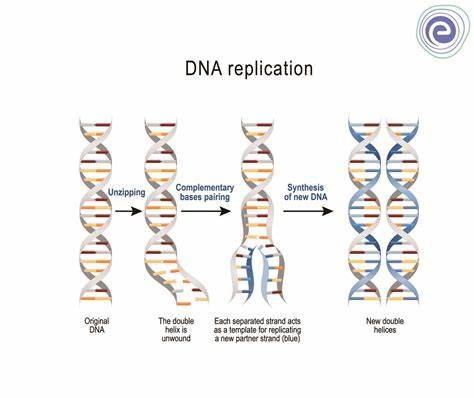 e
DNA replication
Unzipping
Complementary
bases pairing
Synthesis
of new DNA
Original
DNA
The double
helix is
unwound
Each separated strand acts
as a template for replicating
a new partner strand (blue)
New double
helices